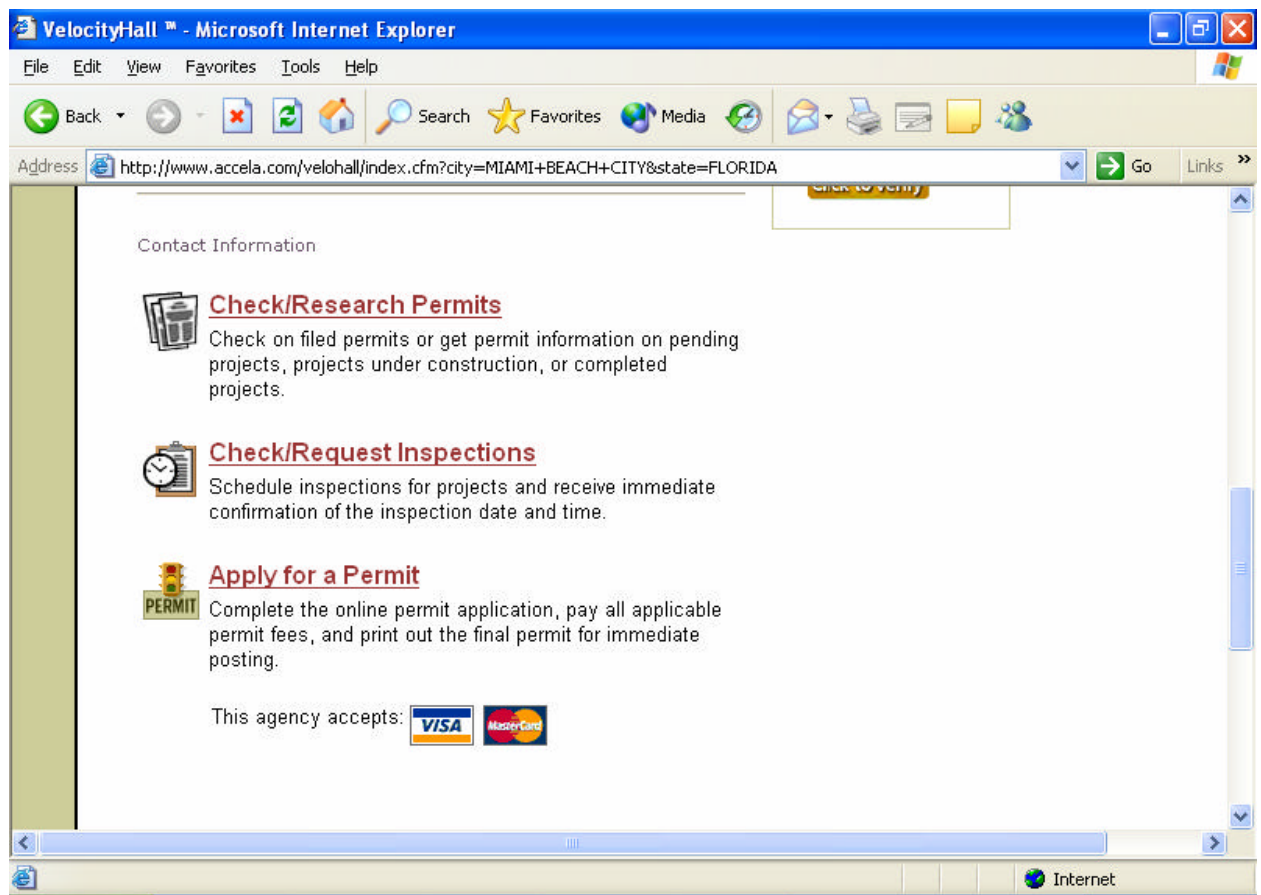 VelocityHall ™ - Microsoft Internet Explorer
File Edit View Favorites Tools Help
Back Search Favorites Media
Address http://www.accela.com/velohall/index.cfm?city=MIAMI+BEACH+CITY&state=FLORIDA Go Links »
Click to verify
Contact Information
Check/Research Permits
Check on filed permits or get permit information on pending
projects, projects under construction, or completed
projects.
Check/Request Inspections
Schedule inspections for projects and receive immediate
confirmation of the inspection date and time.
Apply for a Permit
PERMIT
Complete the online permit application, pay all applicable
permit fees, and print out the final permit for immediate
posting.
This agency accepts: VISA MasterCard
Internet